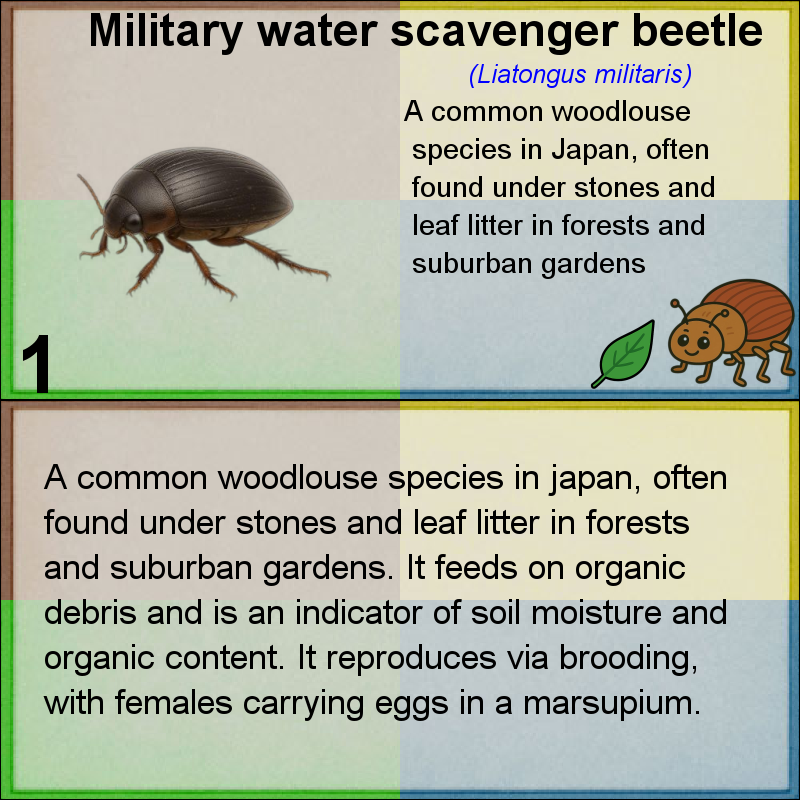 Military water scavenger beetle
(Liatongus militaris)
A common woodlouse
species in Japan, often
found under stones and
leaf litter in forests and
suburban gardens
1
A common woodlouse species in japan, often
found under stones and leaf litter in forests
and suburban gardens. It feeds on organic
debris and is an indicator of soil moisture and
organic content. It reproduces via brooding,
with females carrying eggs in a marsupium.